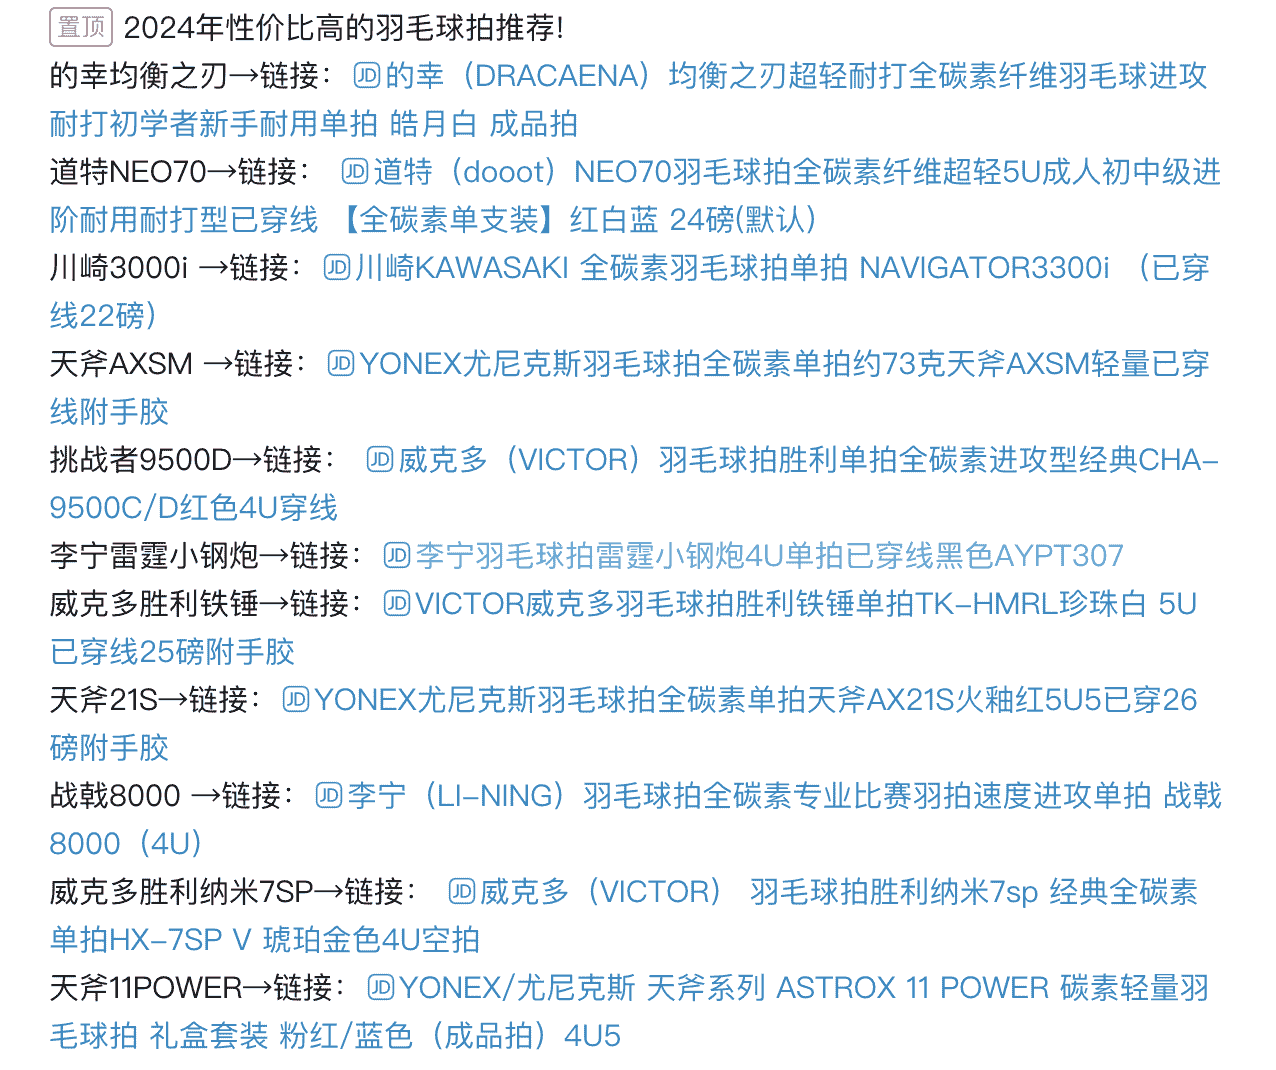 置顶 2024年性价比高的羽毛球拍推荐!
的幸均衡之刃→链接： JD的幸（DRACAENA）均衡之刃超轻耐打全碳素纤维羽毛球进攻
耐打初学者新手耐用单拍 皓月白 成品拍
道特NEO70→链接： JD道特（dooot）NEO70羽毛球拍全碳素纤维超轻5U成人初中级进
阶耐用耐打型已穿线 【全碳素单支装】红白蓝 24磅(默认)
川崎3000i →链接： JD川崎KAWASAKI 全碳素羽毛球拍单拍 NAVIGATOR3300i （已穿
线22磅）
天斧AXSM →链接： JDYONEX尤尼克斯羽毛球拍全碳素单拍约73克天斧AXSM轻量已穿
线附手胶
挑战者9500D→链接： JD威克多（VICTOR）羽毛球拍胜利单拍全碳素进攻型经典CHA-
9500C/D红色4U穿线
李宁雷霆小钢炮→链接： JD李宁羽毛球拍雷霆小钢炮4U单拍已穿线黑色AYPT307
威克多胜利铁锤→链接： JDVICTOR威克多羽毛球拍胜利铁锤单拍TK-HMRL珍珠白 5U
已穿线25磅附手胶
天斧21S→链接： JDYONEX尤尼克斯羽毛球拍全碳素单拍天斧AX21S火釉红5U5已穿26
磅附手胶
战戟8000 →链接： JD李宁（LI-NING）羽毛球拍全碳素专业比赛羽拍速度进攻单拍 战戟
8000（4U）
威克多胜利纳米7SP→链接： JD威克多（VICTOR） 羽毛球拍胜利纳米7sp 经典全碳素
单拍HX-7SP V 琥珀金色4U空拍
天斧11POWER→链接： JDYONEX/尤尼克斯 天斧系列 ASTROX 11 POWER 碳素轻量羽
毛球拍 礼盒套装 粉红/蓝色（成品拍）4U5